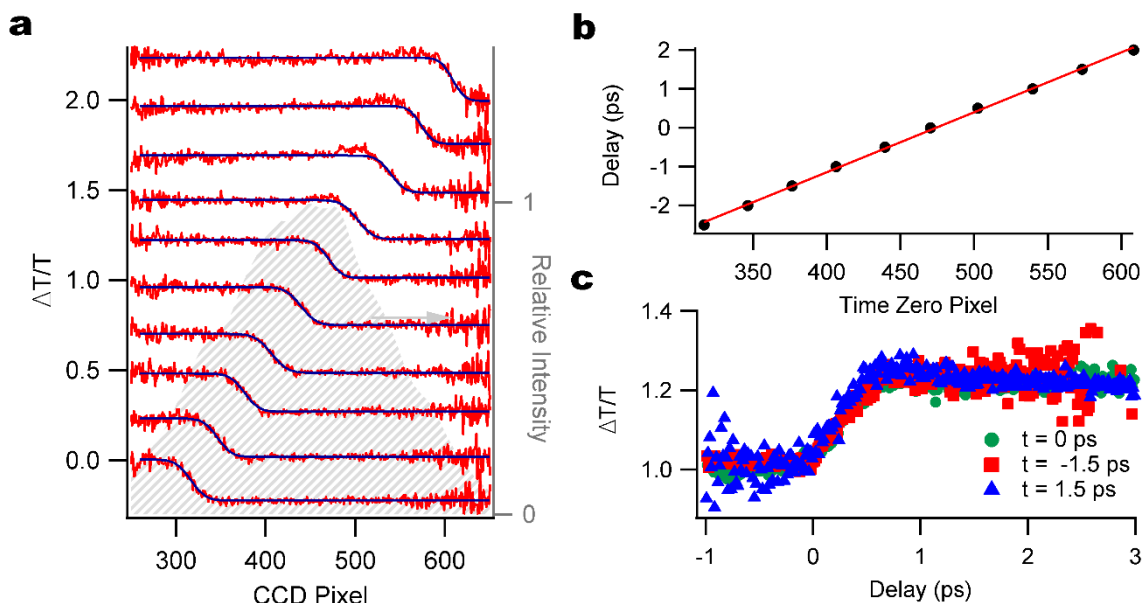 a
2.0
1.5
1.0
0.5
0.0
ΔT/T
300
400
500
600
CCD Pixel
1
0
Relative Intensity
b
2
1
0
-1
-2
Delay (ps)
350
400
450
500
550
600
Time Zero Pixel
c
1.4
1.2
1.0
ΔT/T
t = 0 ps
t = -1.5 ps
t = 1.5 ps
-1
0
1
2
3
Delay (ps)